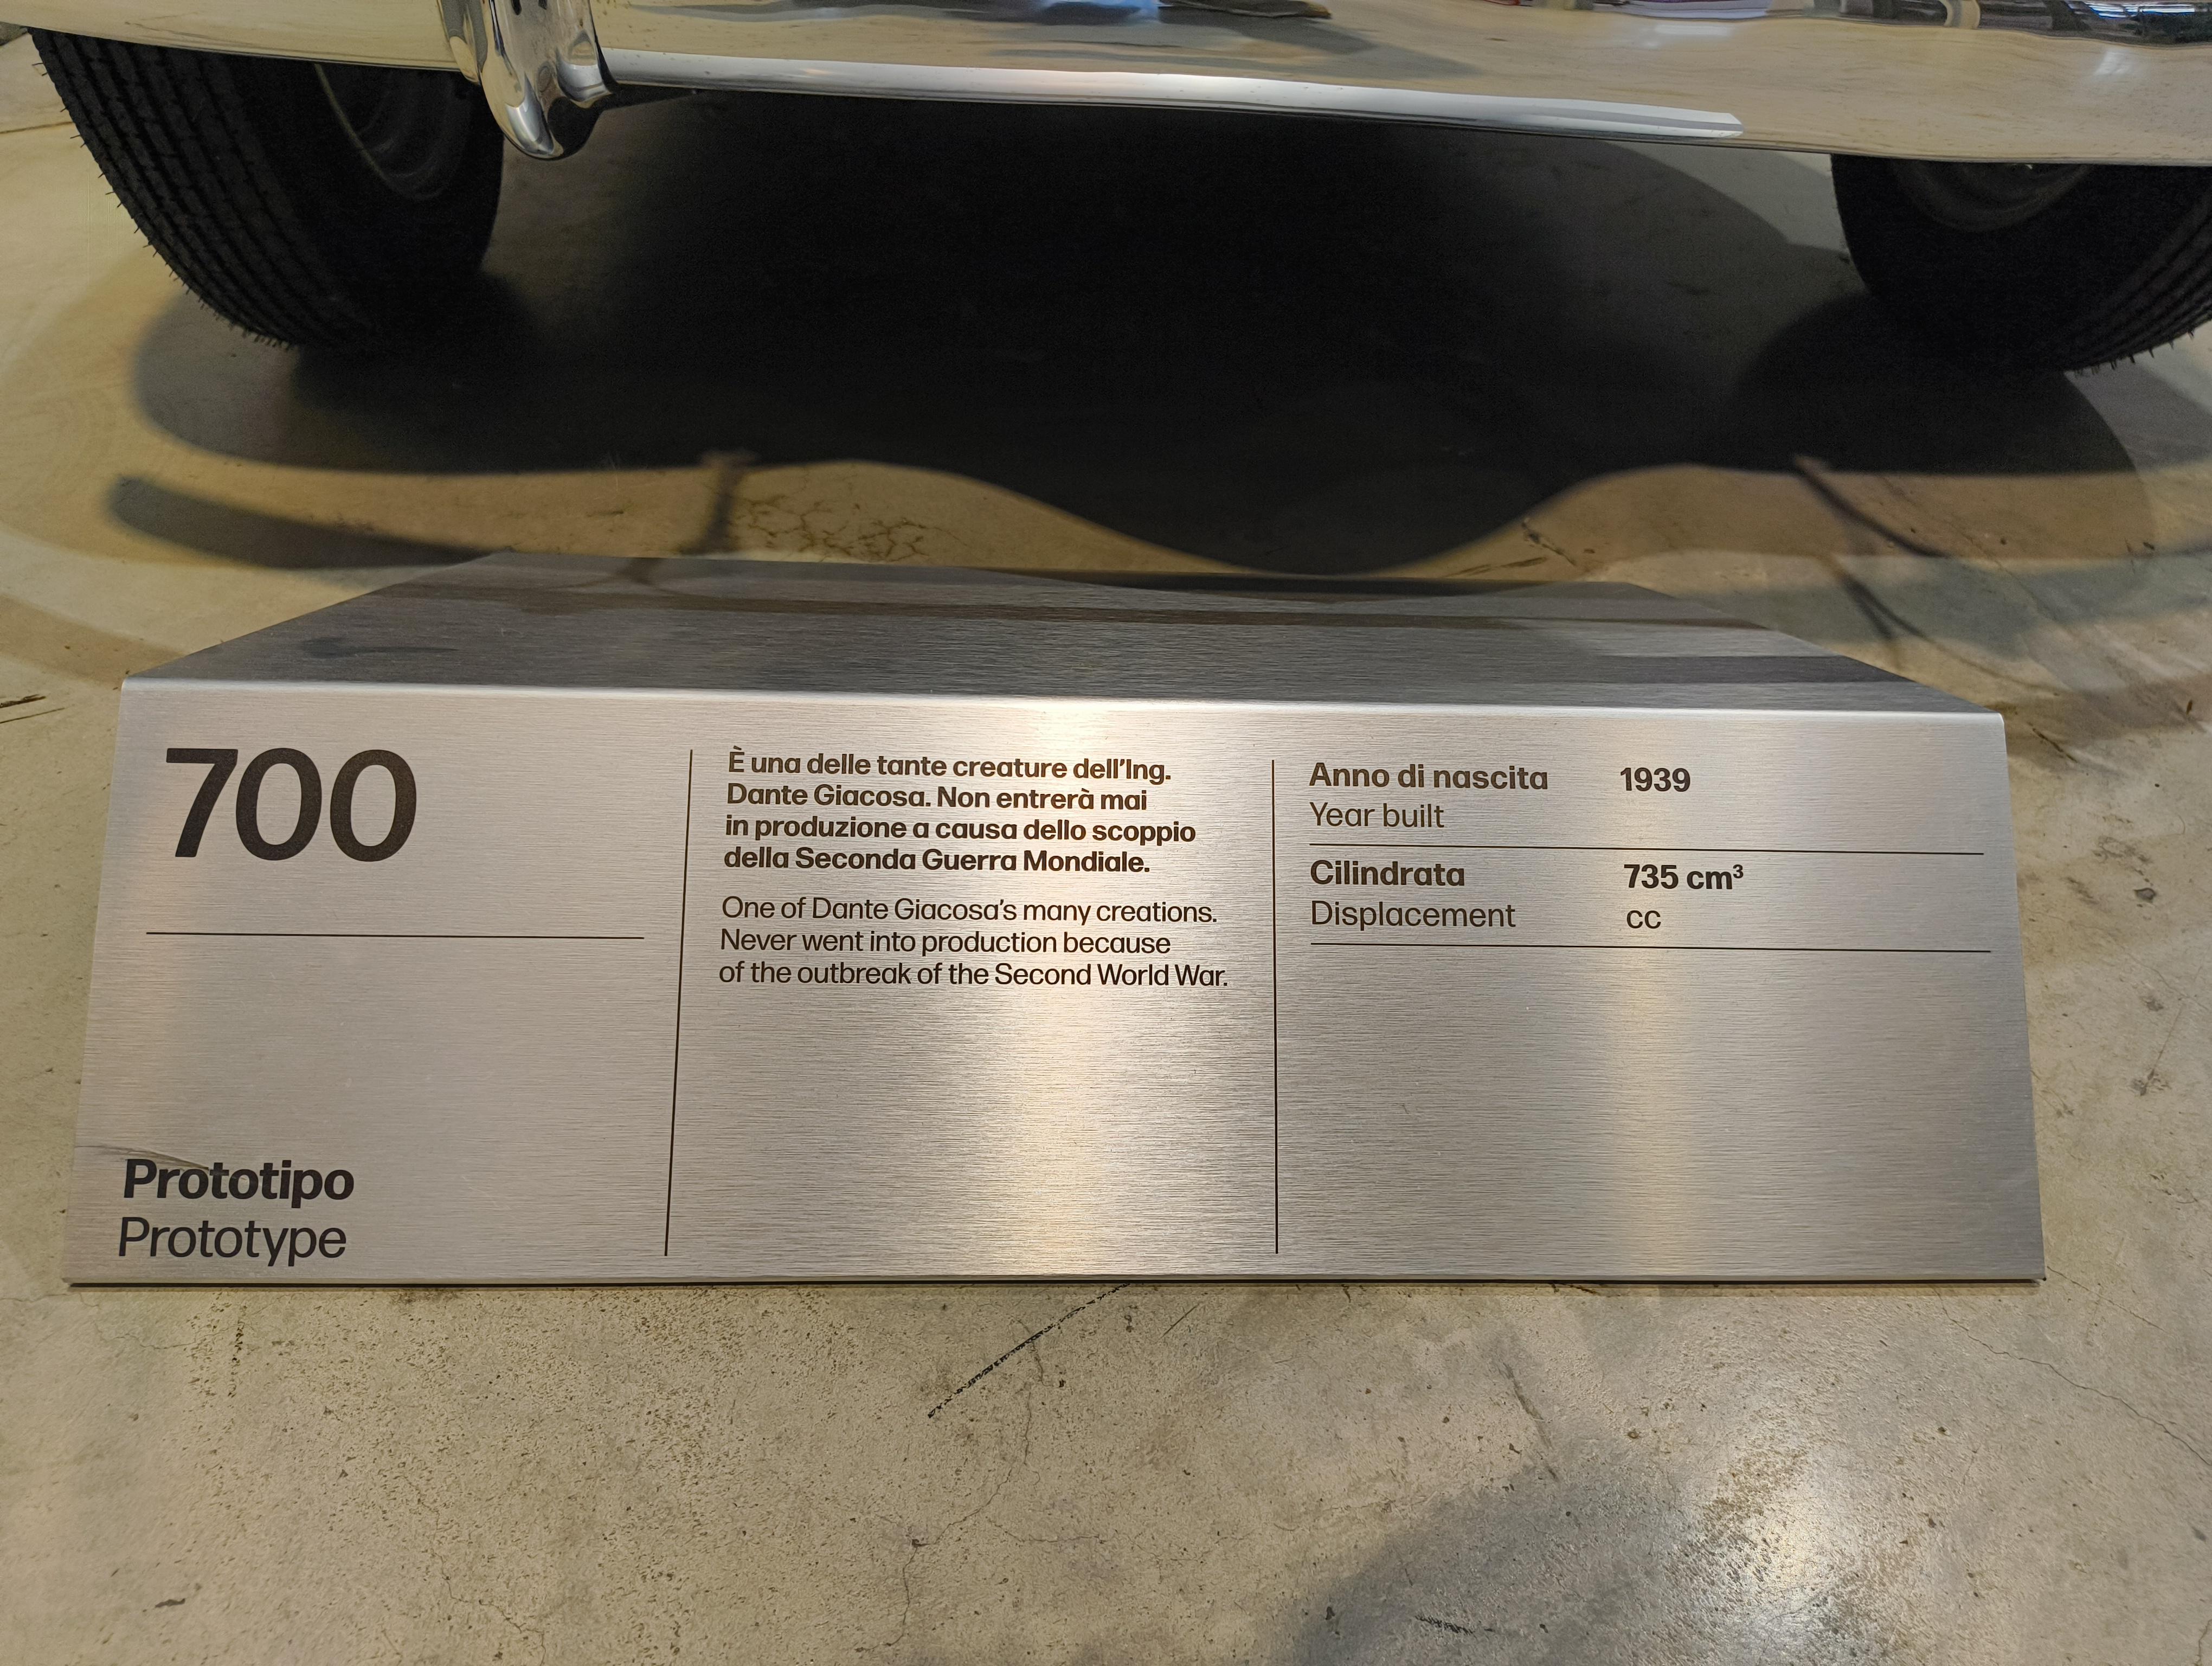 700
Prototipo
Prototype
È una delle tante creature dell'Ing.
Dante Giacosa. Non entrerà mai
in produzione a causa dello scoppio
della Seconda Guerra Mondiale.
One of Dante Giacosa's many creations.
Never went into production because
of the outbreak of the Second World War.
Anno di nascita 1939
Year built
Cilindrata 735 cm³
Displacement cc